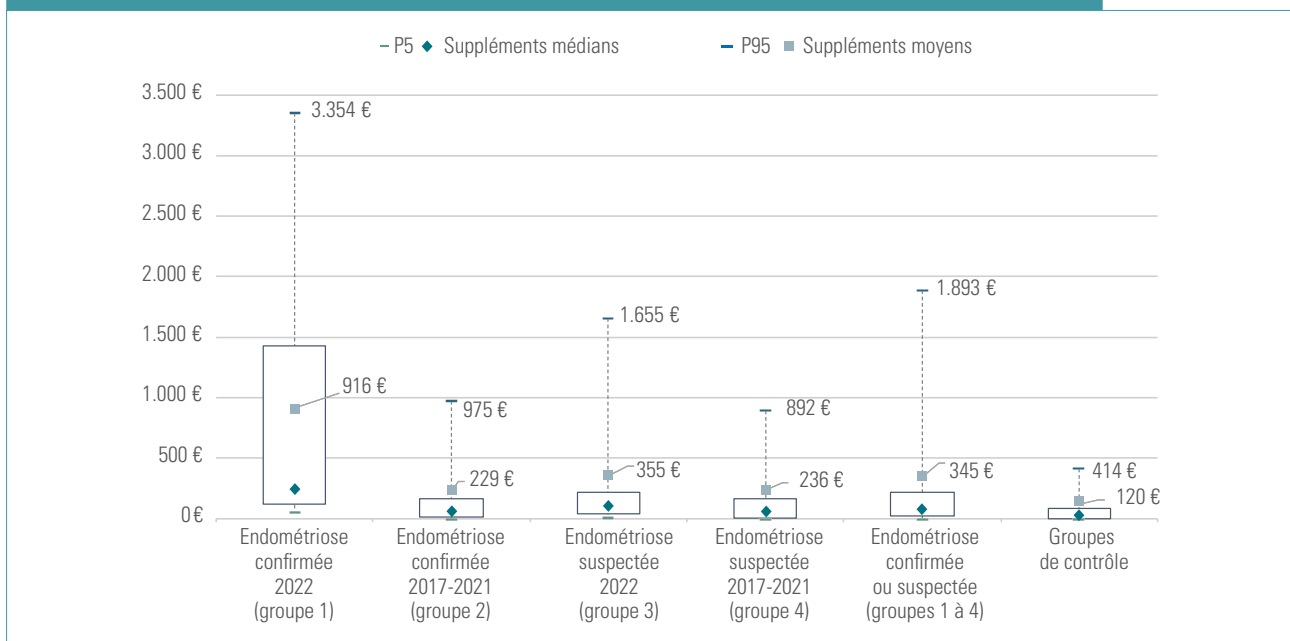 P5 Suppléments médians P95 Suppléments moyens
3.500 €
3.354 €
3.000 €
2.500 €
2.000 €
1.893 €
1.655 €
1.500 €
1.000 €
916 €
975 €
892 €
500 €
229 €
355 €
236 €
345 €
414 €
120 €
0 €
Endométriose
confirmée
2022
(groupe 1)
Endométriose
confirmée
2017-2021
(groupe 2)
Endométriose
suspectée
2022
(groupe 3)
Endométriose
suspectée
2017-2021
(groupe 4)
Endométriose
confirmée
ou suspectée
(groupes 1 à 4)
Groupes
de contrôle